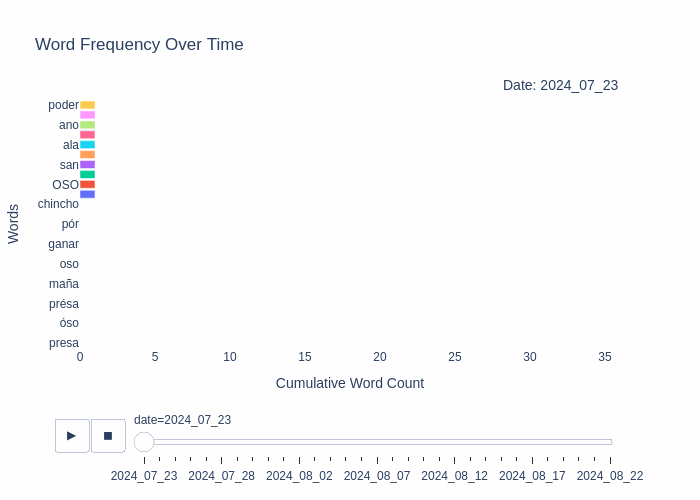 Word Frequency Over Time
Date: 2024_07_23
poder
ano
ala
san
OSO
chincho
pór
ganar
oso
maña
présa
óso
presa
Words
0 5 10 15 20 25 30 35
Cumulative Word Count
date=2024_07_23
2024_07_23 2024_07_28 2024_08_02 2024_08_07 2024_08_12 2024_08_17 2024_08_22